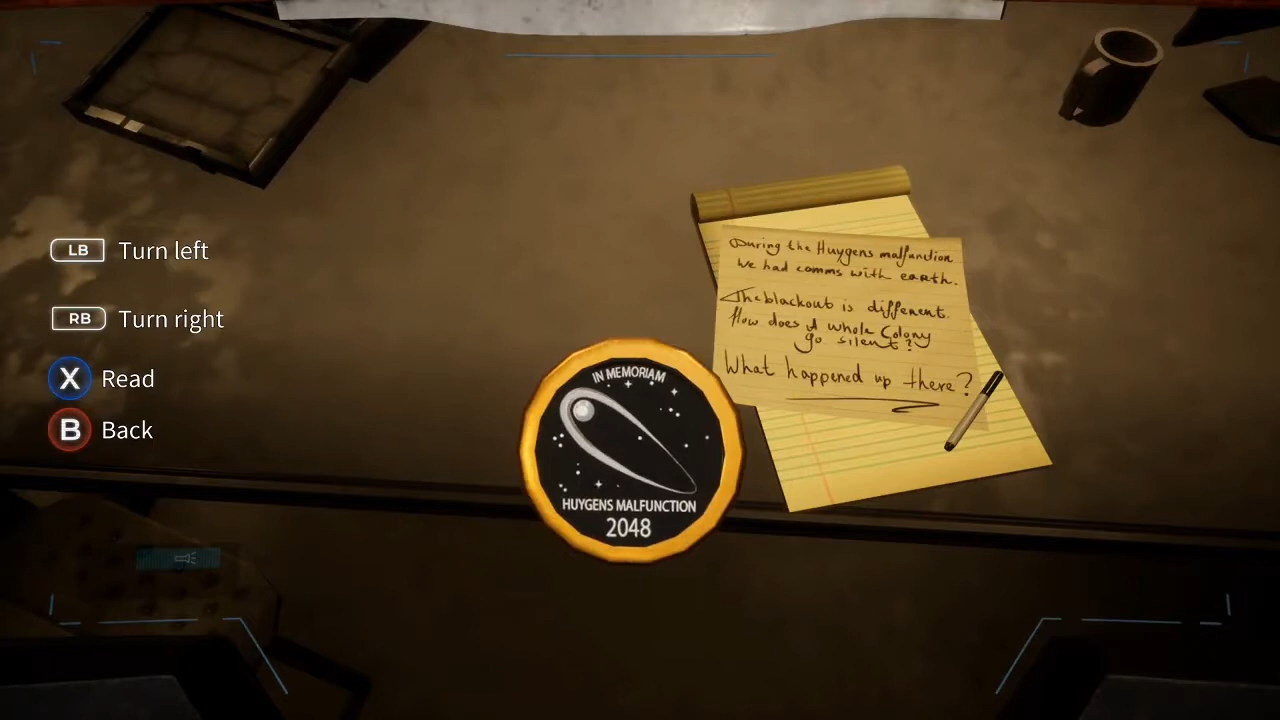 LB Turn left
RB Turn right
X Read
B Back
During the Huygens malfunction
we had comms with earth.
The blackout is different.
How does a whole Colony
go silent?
What happened up there?
IN MEMORIAM
HUYGENS MALFUNCTION
2048